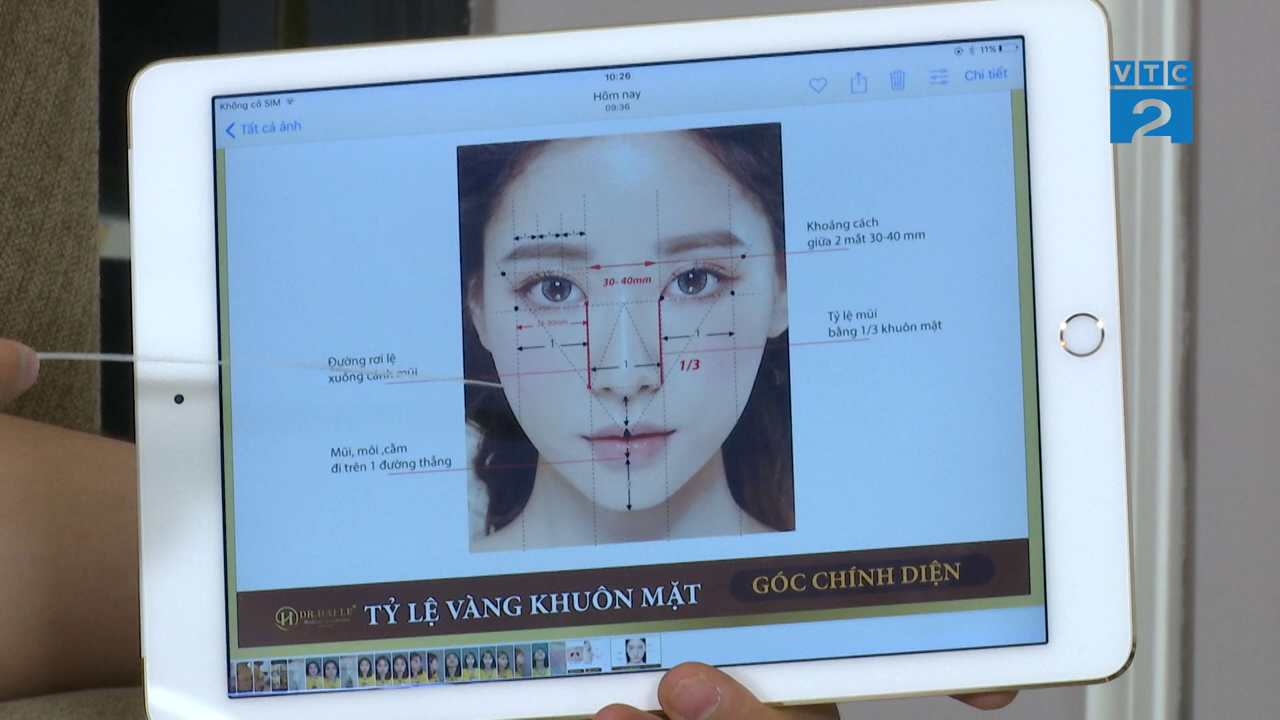 VTC
2
10:26
11%
Không có SIM
Hôm nay
09:36
Chi tiết
Tất cả ảnh
Khoảng cách
giữa 2 mắt 30-40 mm
30-40mm
Tỷ lệ mũi
bằng 1/3 khuôn mặt
1
1
1
1/3
Đường rơi lệ
xuống cánh mũi
Mũi, môi ,cằm
đi trên 1 đường thẳng
DR.HAI LE
TỶ LỆ VÀNG KHUÔN MẶT
GÓC CHÍNH DIỆN